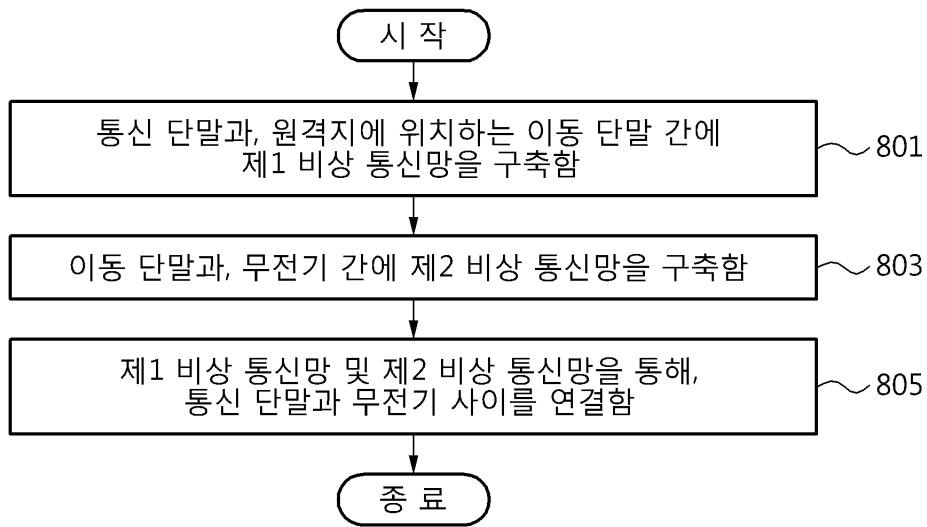 시 작
통신 단말과, 원격지에 위치하는 이동 단말 간에
제1 비상 통신망을 구축함
801
이동 단말과, 무전기 간에 제2 비상 통신망을 구축함
803
제1 비상 통신망 및 제2 비상 통신망을 통해,
통신 단말과 무전기 사이를 연결함
805
종 료